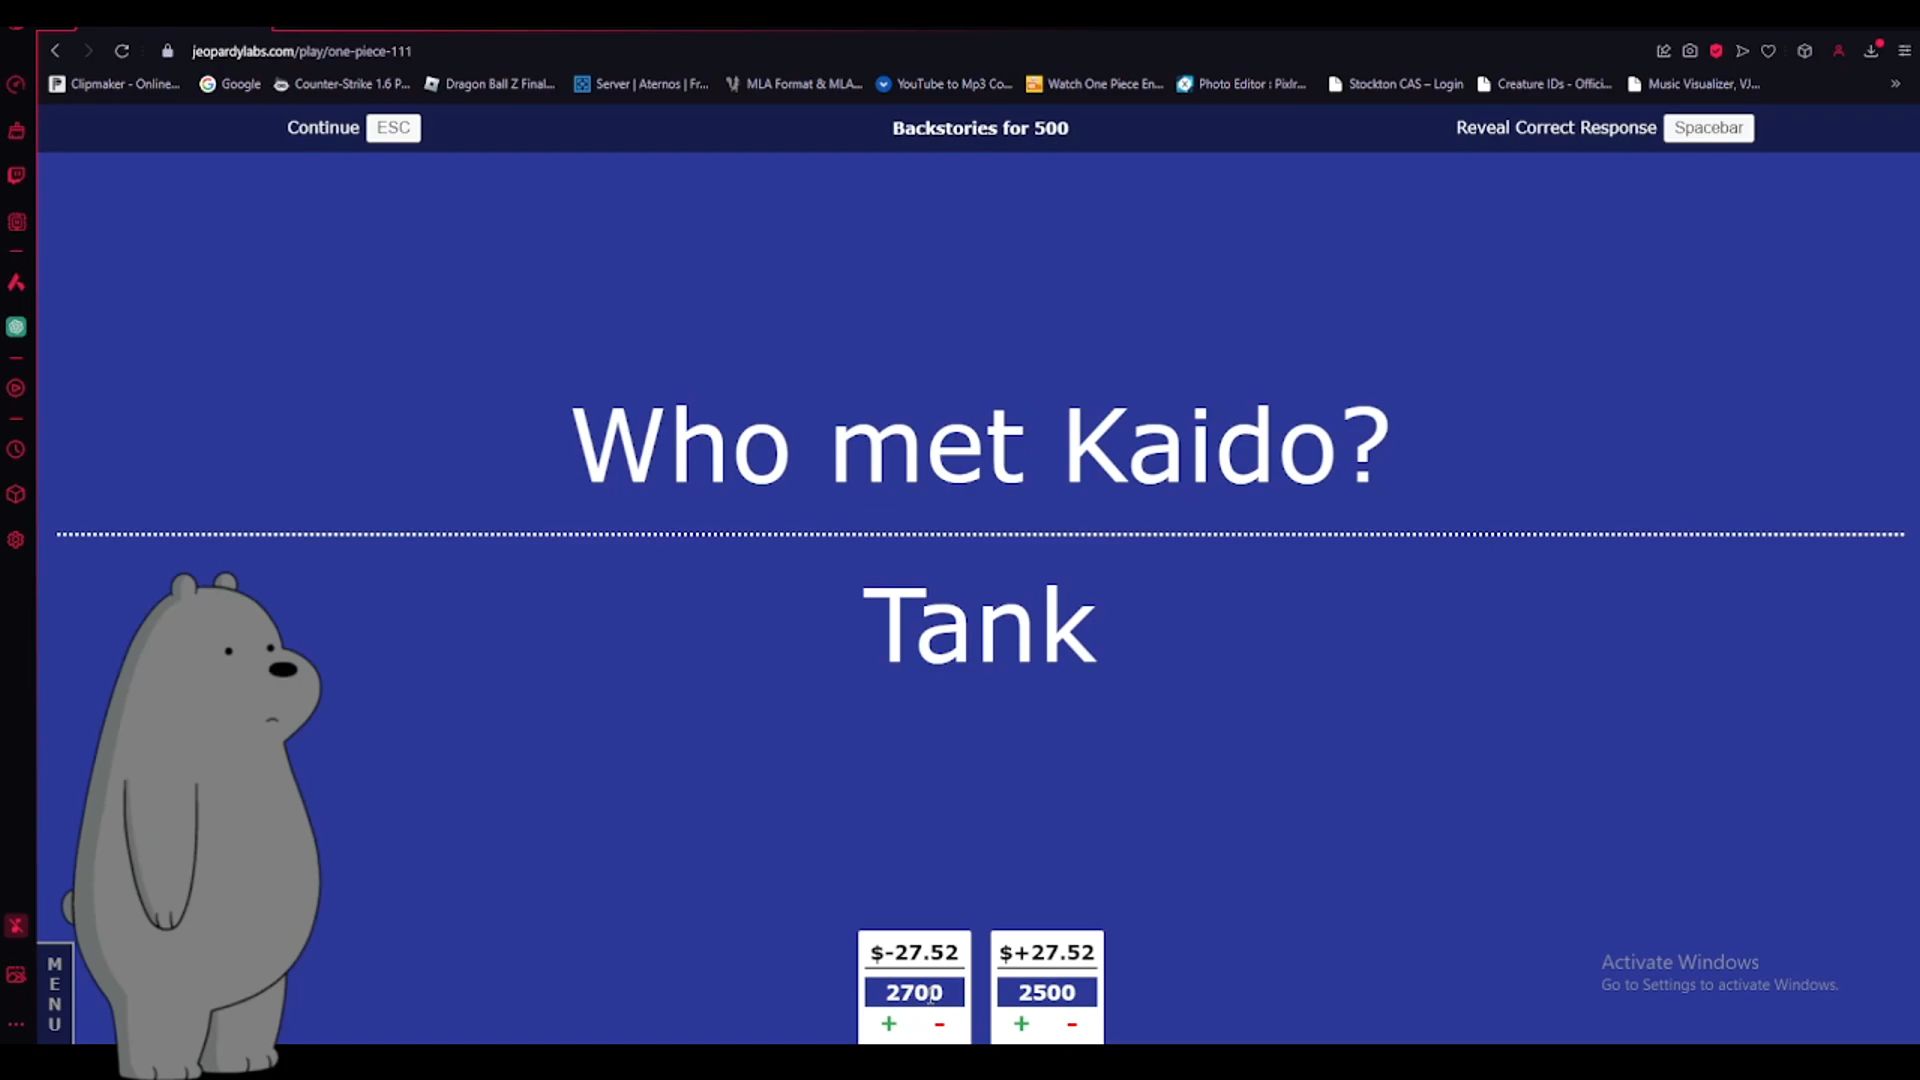 jeopardylabs.com/play/one-piece-111
Clipmaker - Online... Google Counter-Strike 1.6 P... Dragon Ball Z Final... Server | Aternos | Fr... MLA Format & MLA... YouTube to Mp3 Co... Watch One Piece En... Photo Editor : Pixlr... Stockton CAS – Login Creature IDs - Offici... Music Visualizer, VJ...
Continue ESC Backstories for 500 Reveal Correct Response Spacebar
Who met Kaido?
Tank
$-27.52 $+27.52
2700 2500
+ - + -
MENU
Activate Windows
Go to Settings to activate Windows.